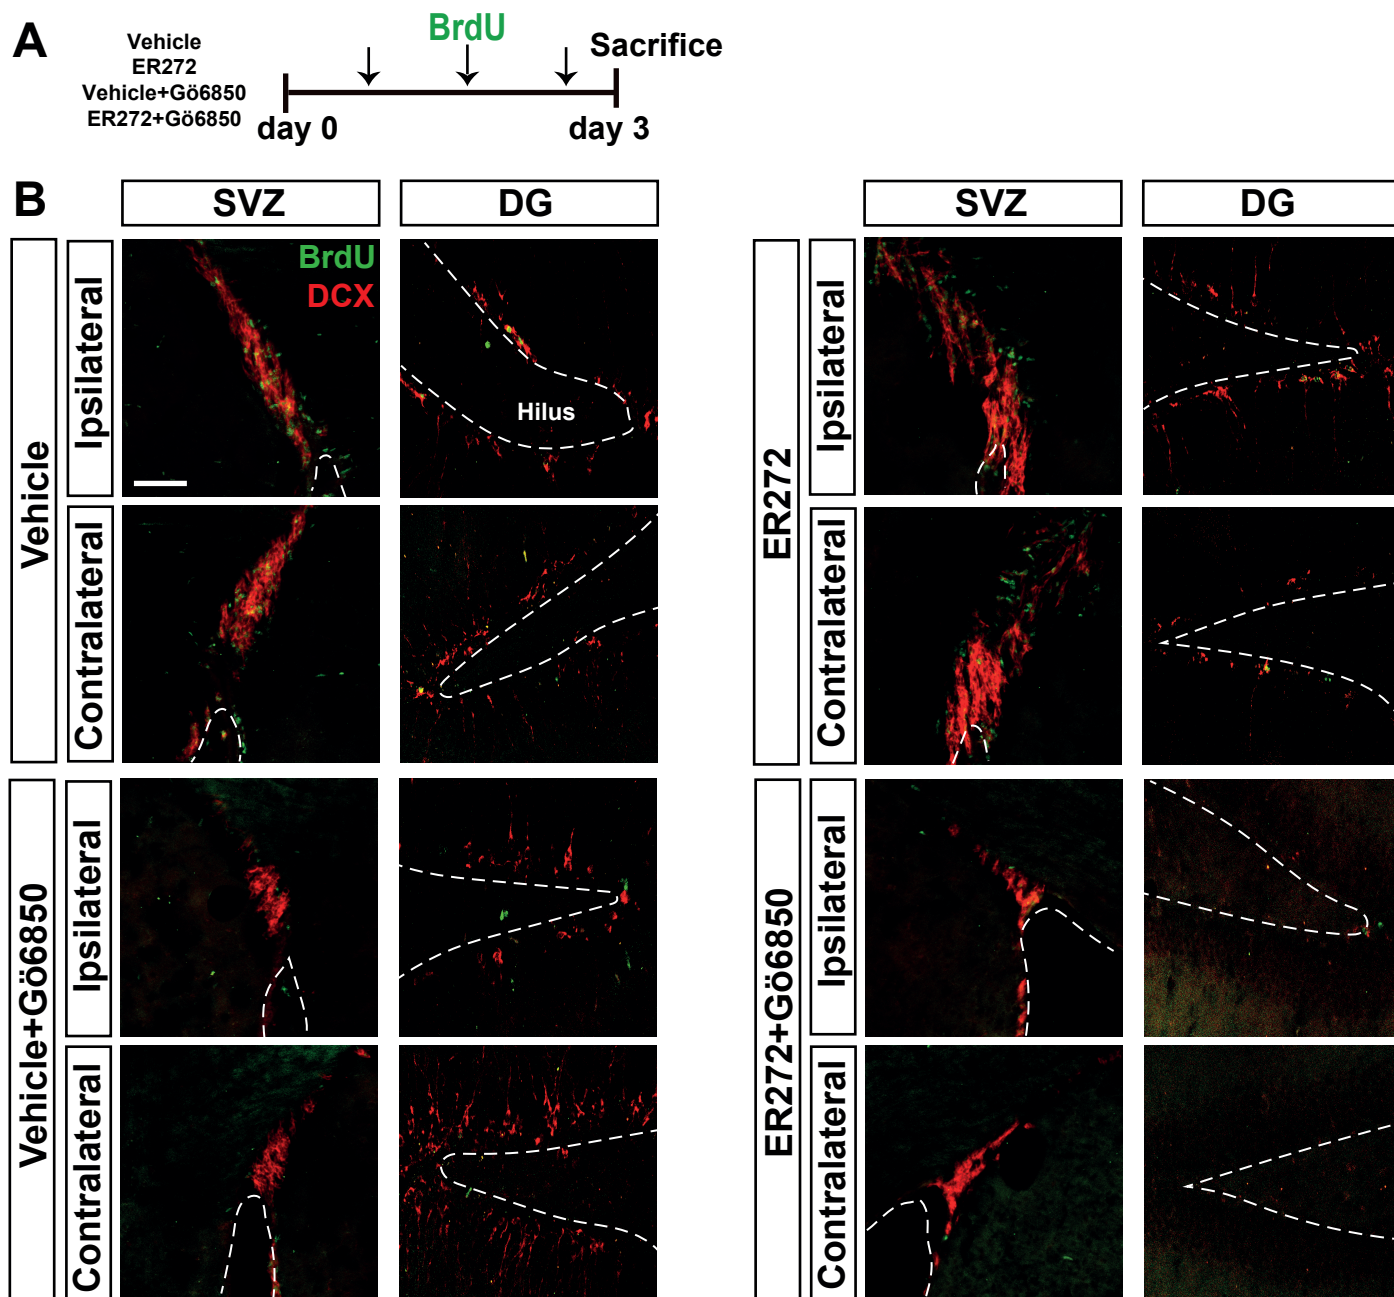 A
Vehicle
ER272
Vehicle+Gö6850
ER272+Gö6850
BrdU
Sacrifice
day 0
day 3
B
SVZ
DG
SVZ
DG
Vehicle
Ipsilateral
BrdU
DCX
Hilus
Contralateral
ER272
Ipsilateral
Contralateral
Vehicle+Gö6850
Ipsilateral
Contralateral
ER272+Gö6850
Ipsilateral
Contralateral